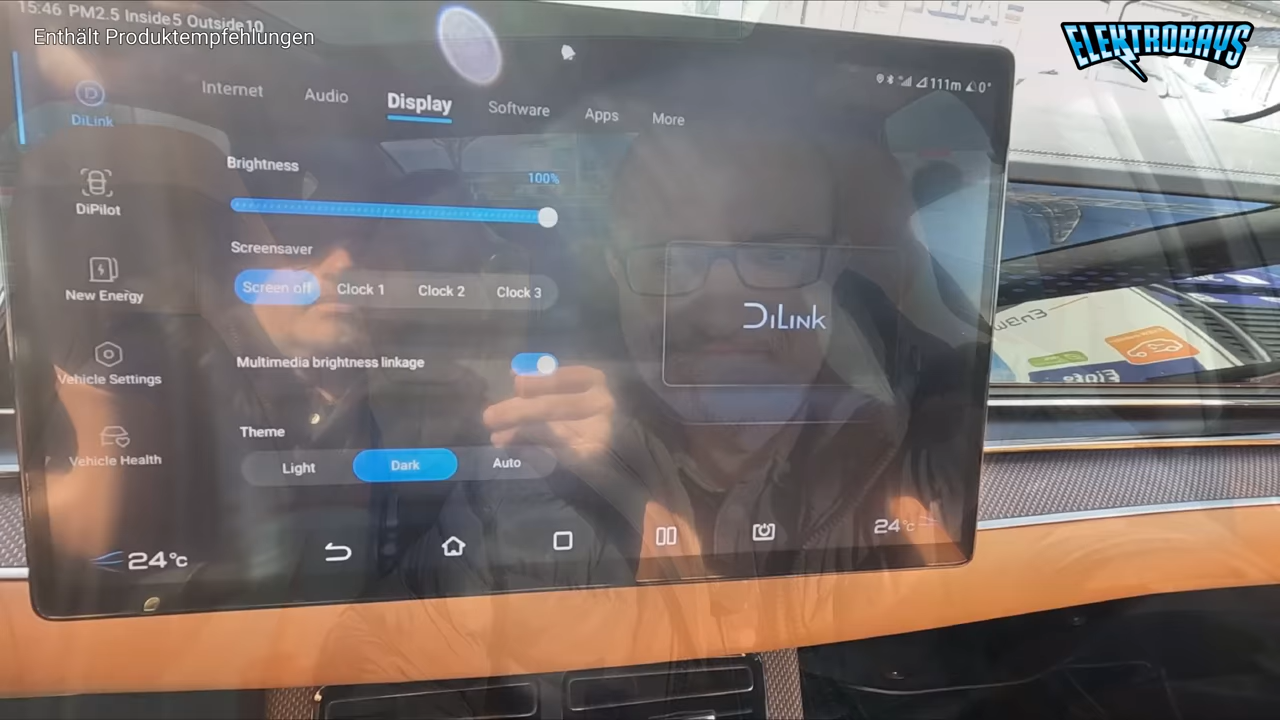 15:46 PM2.5 Inside5 Outside10
Enthält Produktempfehlungen
ELEKTROBAYS
111m 0°
DiLink
Internet Audio Display Software Apps More
DiPilot
New Energy
Vehicle Settings
Vehicle Health
Brightness
100%
Screensaver
Screen off Clock 1 Clock 2 Clock 3
Multimedia brightness linkage
Theme
Light Dark Auto
DiLink
24°c
24°c